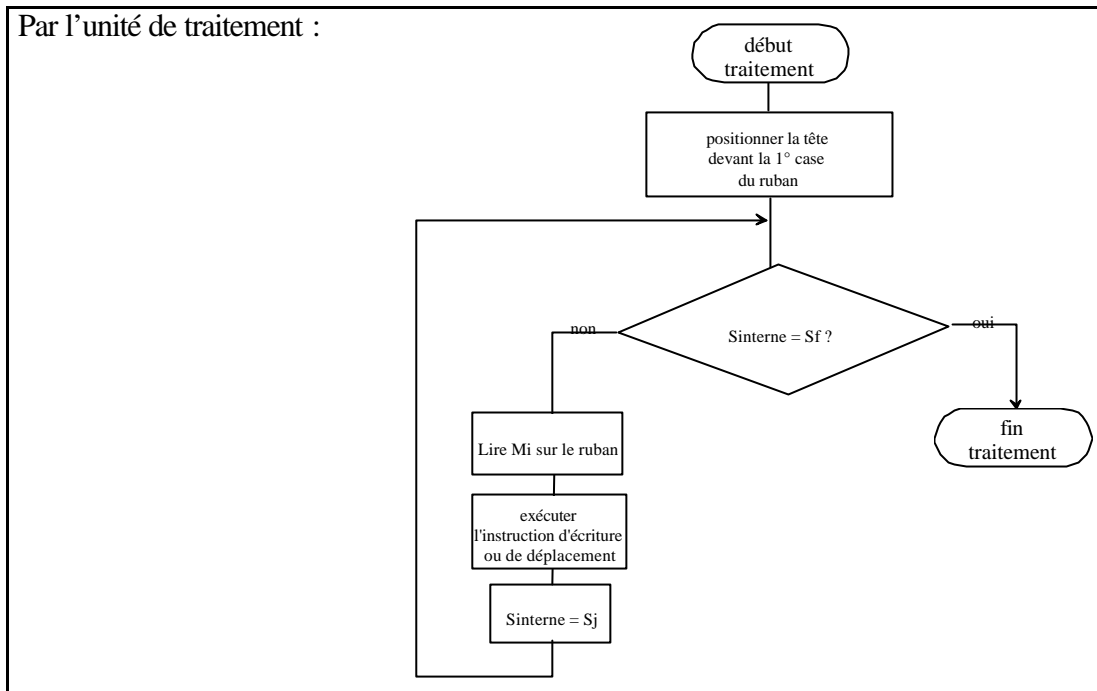 Par l'unité de traitement :
début
traitement
positionner la tête
devant la 1° case
du ruban
non
Sinterne = Sf ?
oui
Lire Mi sur le ruban
fin
traitement
exécuter
l'instruction d'écriture
ou de déplacement
Sinterne = Sj